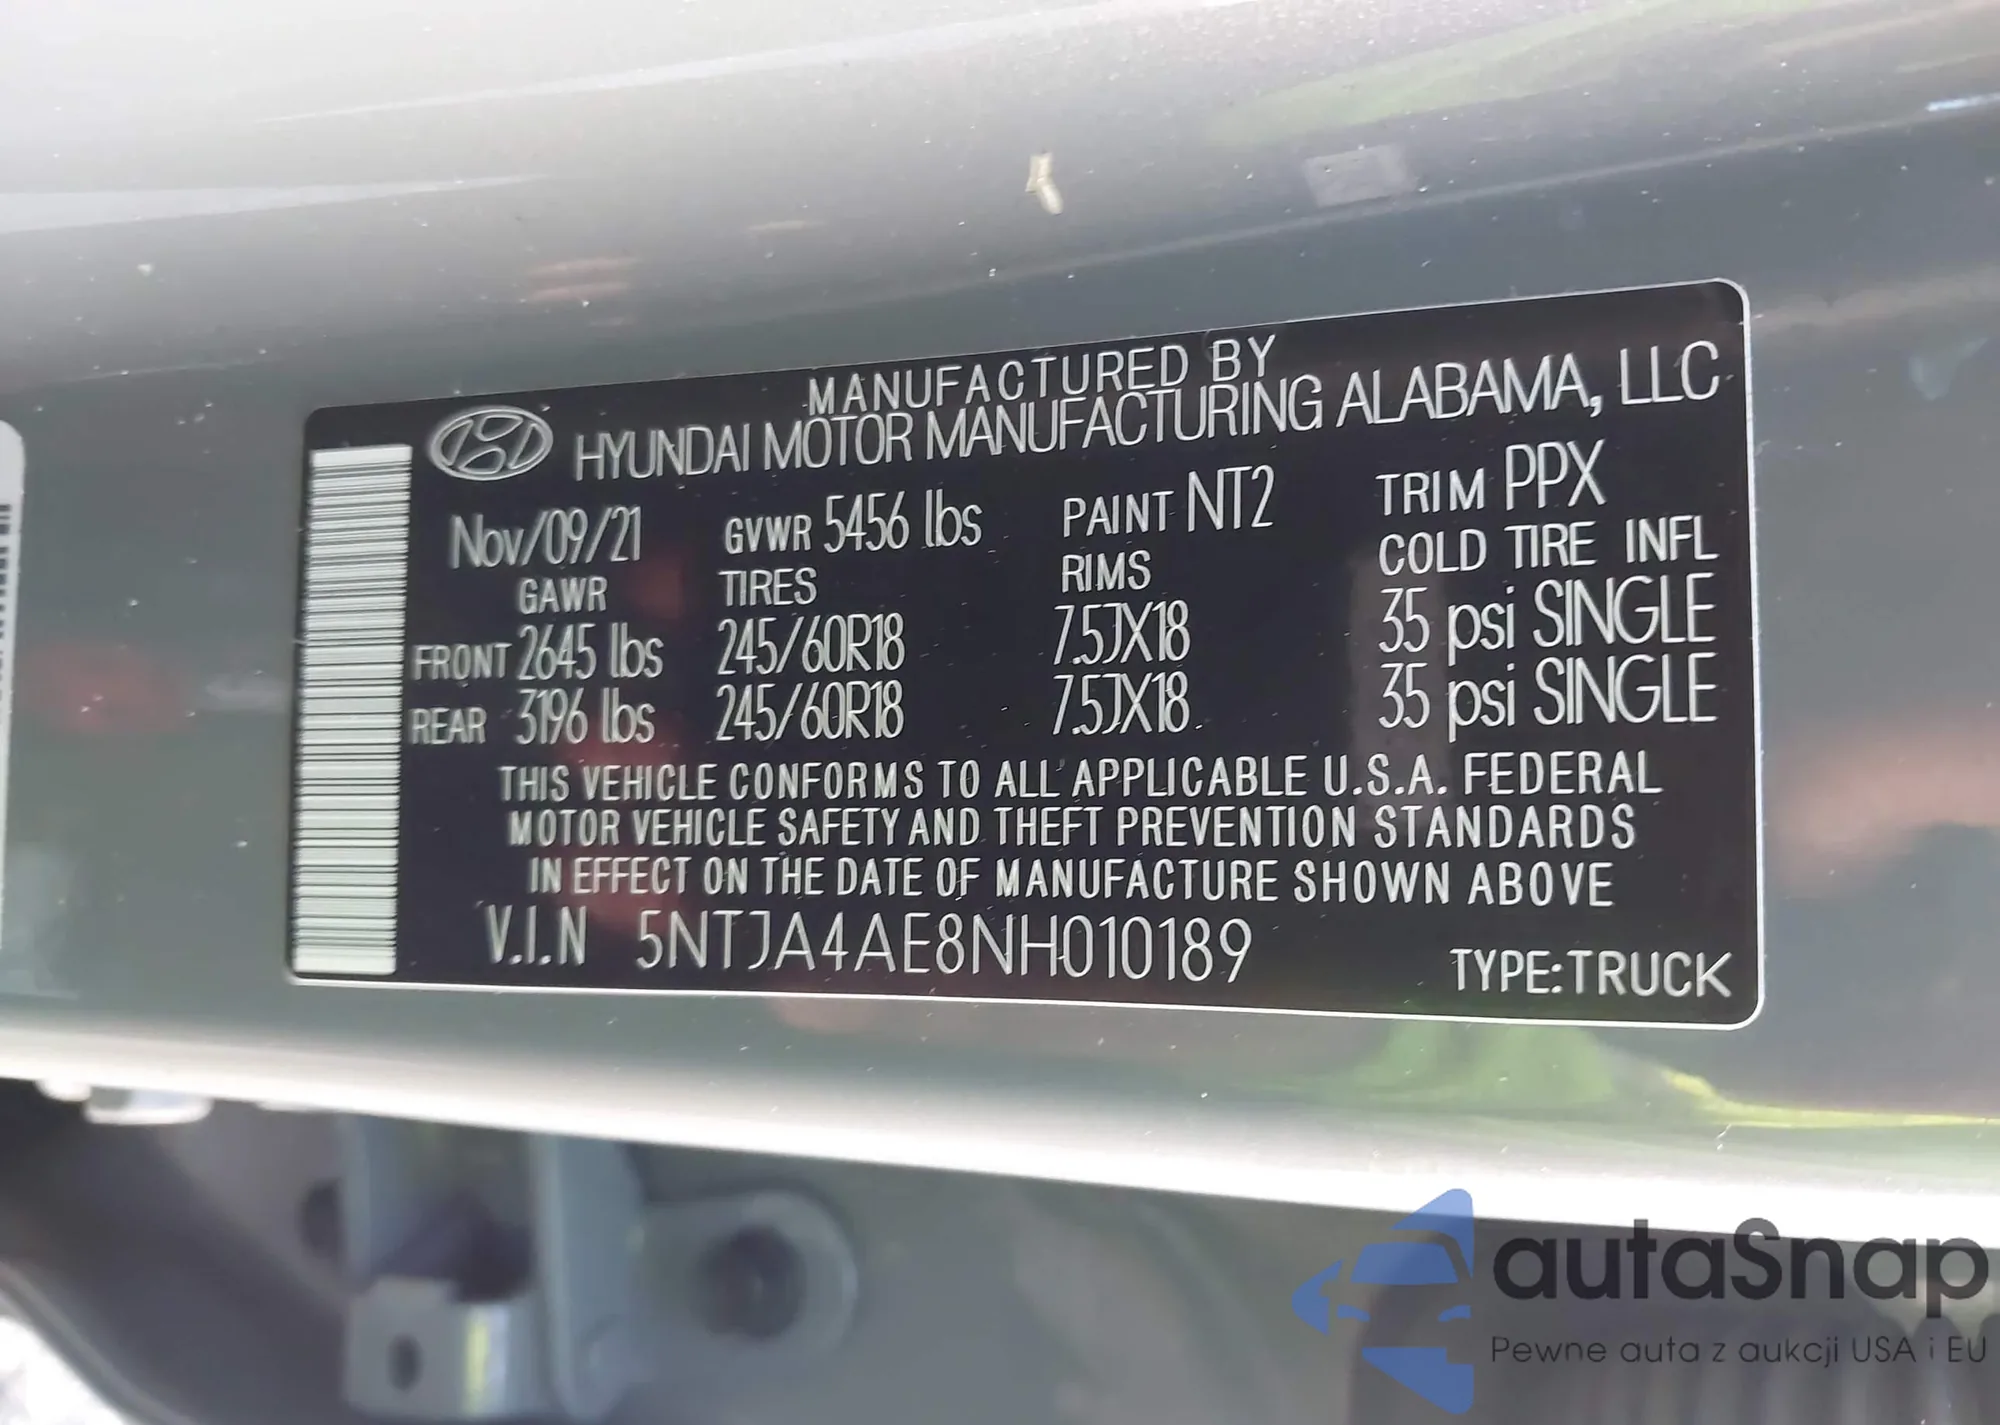 MANUFACTURED BY
HYUNDAI MOTOR MANUFACTURING ALABAMA, LLC
Nov/09/21 GVWR 5456 lbs PAINT NT2 TRIM PPX
GAWR TIRES RIMS COLD TIRE INFL
FRONT 2645 lbs 245/60R18 7.5JX18 35 psi SINGLE
REAR 3196 lbs 245/60R18 7.5JX18 35 psi SINGLE
THIS VEHICLE CONFORMS TO ALL APPLICABLE U.S.A. FEDERAL
MOTOR VEHICLE SAFETY AND THEFT PREVENTION STANDARDS
IN EFFECT ON THE DATE OF MANUFACTURE SHOWN ABOVE
V.I.N 5NTJA4AE8NH010189
TYPE:TRUCK
autaSnap
Pewne auta z aukcji USA i EU